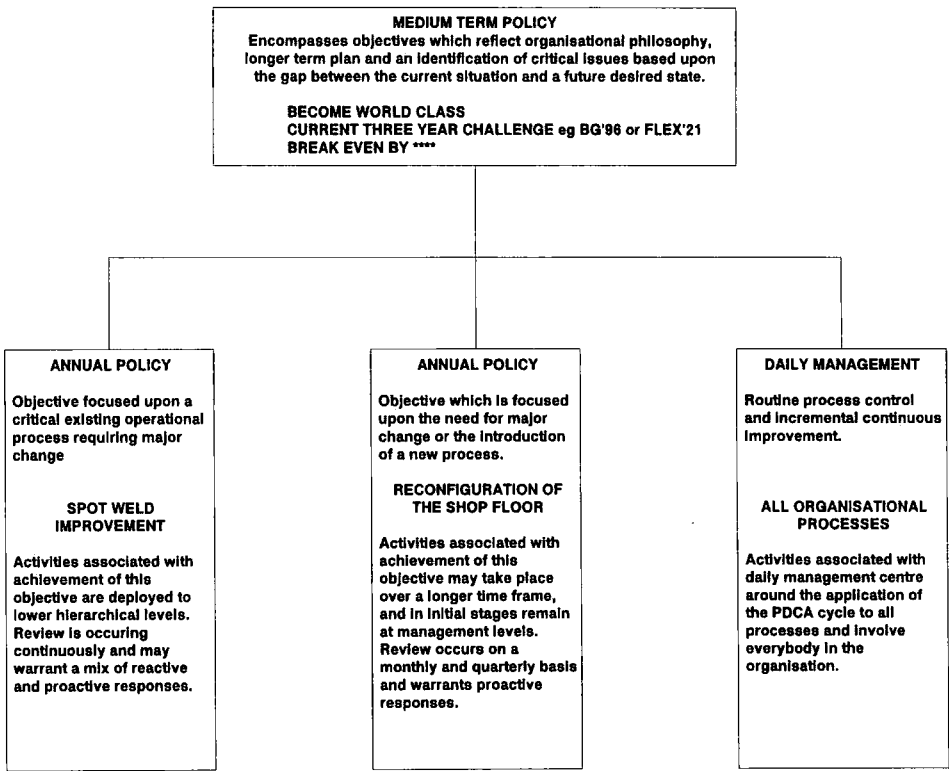 MEDIUM TERM POLICY
Encompasses objectives which reflect organisational philosophy,
longer term plan and an identification of critical issues based upon
the gap between the current situation and a future desired state.
BECOME WORLD CLASS
CURRENT THREE YEAR CHALLENGE eg BG'96 or FLEX'21
BREAK EVEN BY ****
ANNUAL POLICY
Objective focused upon a
critical existing operational
process requiring major
change
SPOT WELD
IMPROVEMENT
Activities associated with
achievement of this
objective are deployed to
lower hierarchical levels.
Review is occuring
continuously and may
warrant a mix of reactive
and proactive responses.
ANNUAL POLICY
Objective which is focused
upon the need for major
change or the introduction
of a new process.
RECONFIGURATION OF
THE SHOP FLOOR
Activities associated with
achievement of this
objective may take place
over a longer time frame,
and in initial stages remain
at management levels.
Review occurs on a
monthly and quarterly basis
and warrants proactive
responses.
DAILY MANAGEMENT
Routine process control
and incremental continuous
improvement.
ALL ORGANISATIONAL
PROCESSES
Activities associated with
daily management centre
around the application of
the PDCA cycle to all
processes and involve
everybody in the
organisation.